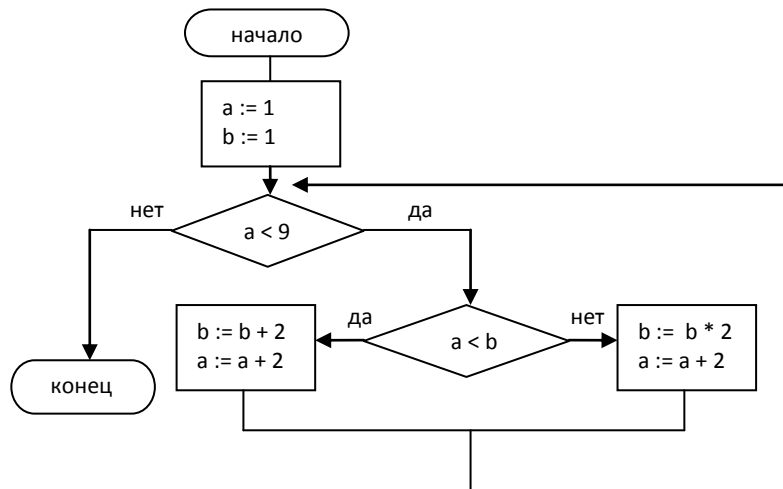 начало
a := 1
b := 1
нет
да
a < 9
b := b + 2
a := a + 2
да
a < b
нет
b :=  b * 2
a := a + 2
конец